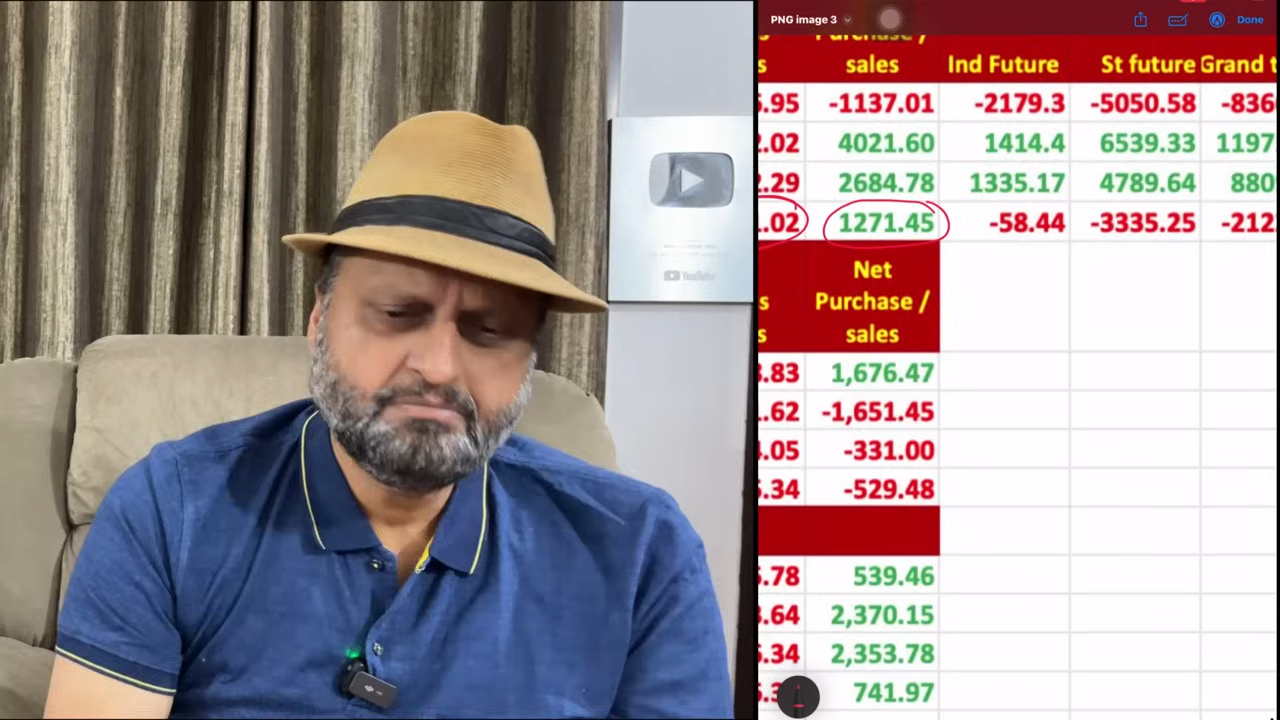 PNG image 3
Done
Purchase /
s sales Ind Future St future Grand t
.95 -1137.01 -2179.3 -5050.58 -836
.02 4021.60 1414.4 6539.33 1197
.29 2684.78 1335.17 4789.64 880
.02 1271.45 -58.44 -3335.25 -212
Net
s Purchase /
s sales
.83 1,676.47
.62 -1,651.45
.05 -331.00
.34 -529.48
.78 539.46
.64 2,370.15
.34 2,353.78
741.97
YouTube